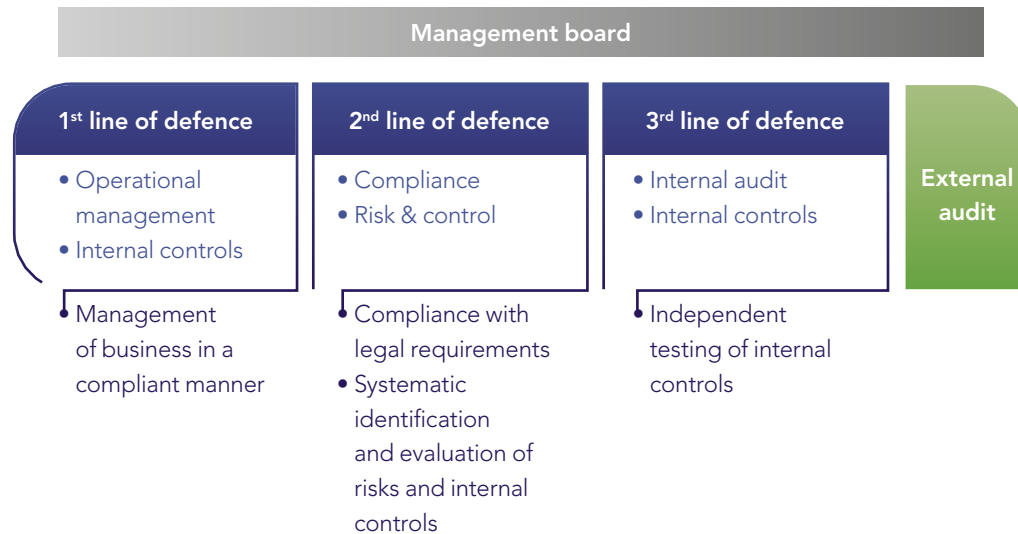 Management board
1st line of defence
• Operational
management
• Internal controls
• Management
of business in a
compliant manner
2nd line of defence
• Compliance
• Risk & control
• Compliance with
legal requirements
• Systematic
identification
and evaluation of
risks and internal
controls
3rd line of defence
• Internal audit
• Internal controls
• Independent
testing of internal
controls
External
audit